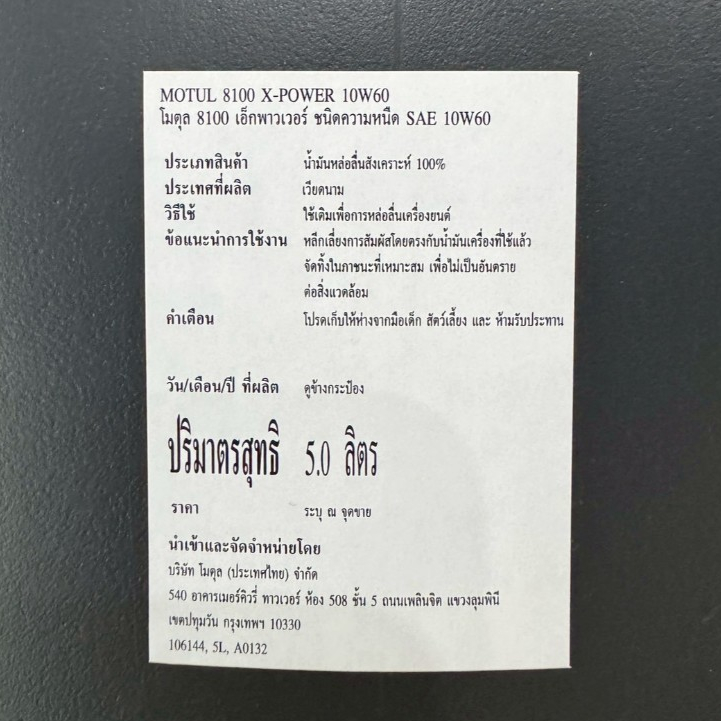 MOTUL 8100 X-POWER 10W60
โมตุล 8100 เอ็กพาวเวอร์ ชนิดความหนืด SAE 10W60
ประเภทสินค้า น้ำมันหล่อลื่นสังเคราะห์ 100%
ประเทศที่ผลิต เวียดนาม
วิธีใช้ ใช้เติมเพื่อการหล่อลื่นเครื่องยนต์
ข้อแนะนำการใช้งาน หลีกเลี่ยงการสัมผัสโดยตรงกับน้ำมันเครื่องที่ใช้แล้ว
จัดทิ้งในภาชนะที่เหมาะสม เพื่อไม่เป็นอันตราย
ต่อสิ่งแวดล้อม
คำเตือน โปรดเก็บให้ห่างจากมือเด็ก สัตว์เลี้ยง และ ห้ามรับประทาน
วัน/เดือน/ปี ที่ผลิต ดูข้างกระป๋อง
ปริมาตรสุทธิ 5.0 ลิตร
ราคา ระบุ ณ จุดขาย
นำเข้าและจัดจำหน่ายโดย
บริษัท โมตุล (ประเทศไทย) จำกัด
540 อาคารเมอร์คิวรี่ ทาวเวอร์ ห้อง 508 ชั้น 5 ถนนเพลินจิต แขวงลุมพินี
เขตปทุมวัน กรุงเทพฯ 10330
106144, 5L, A0132